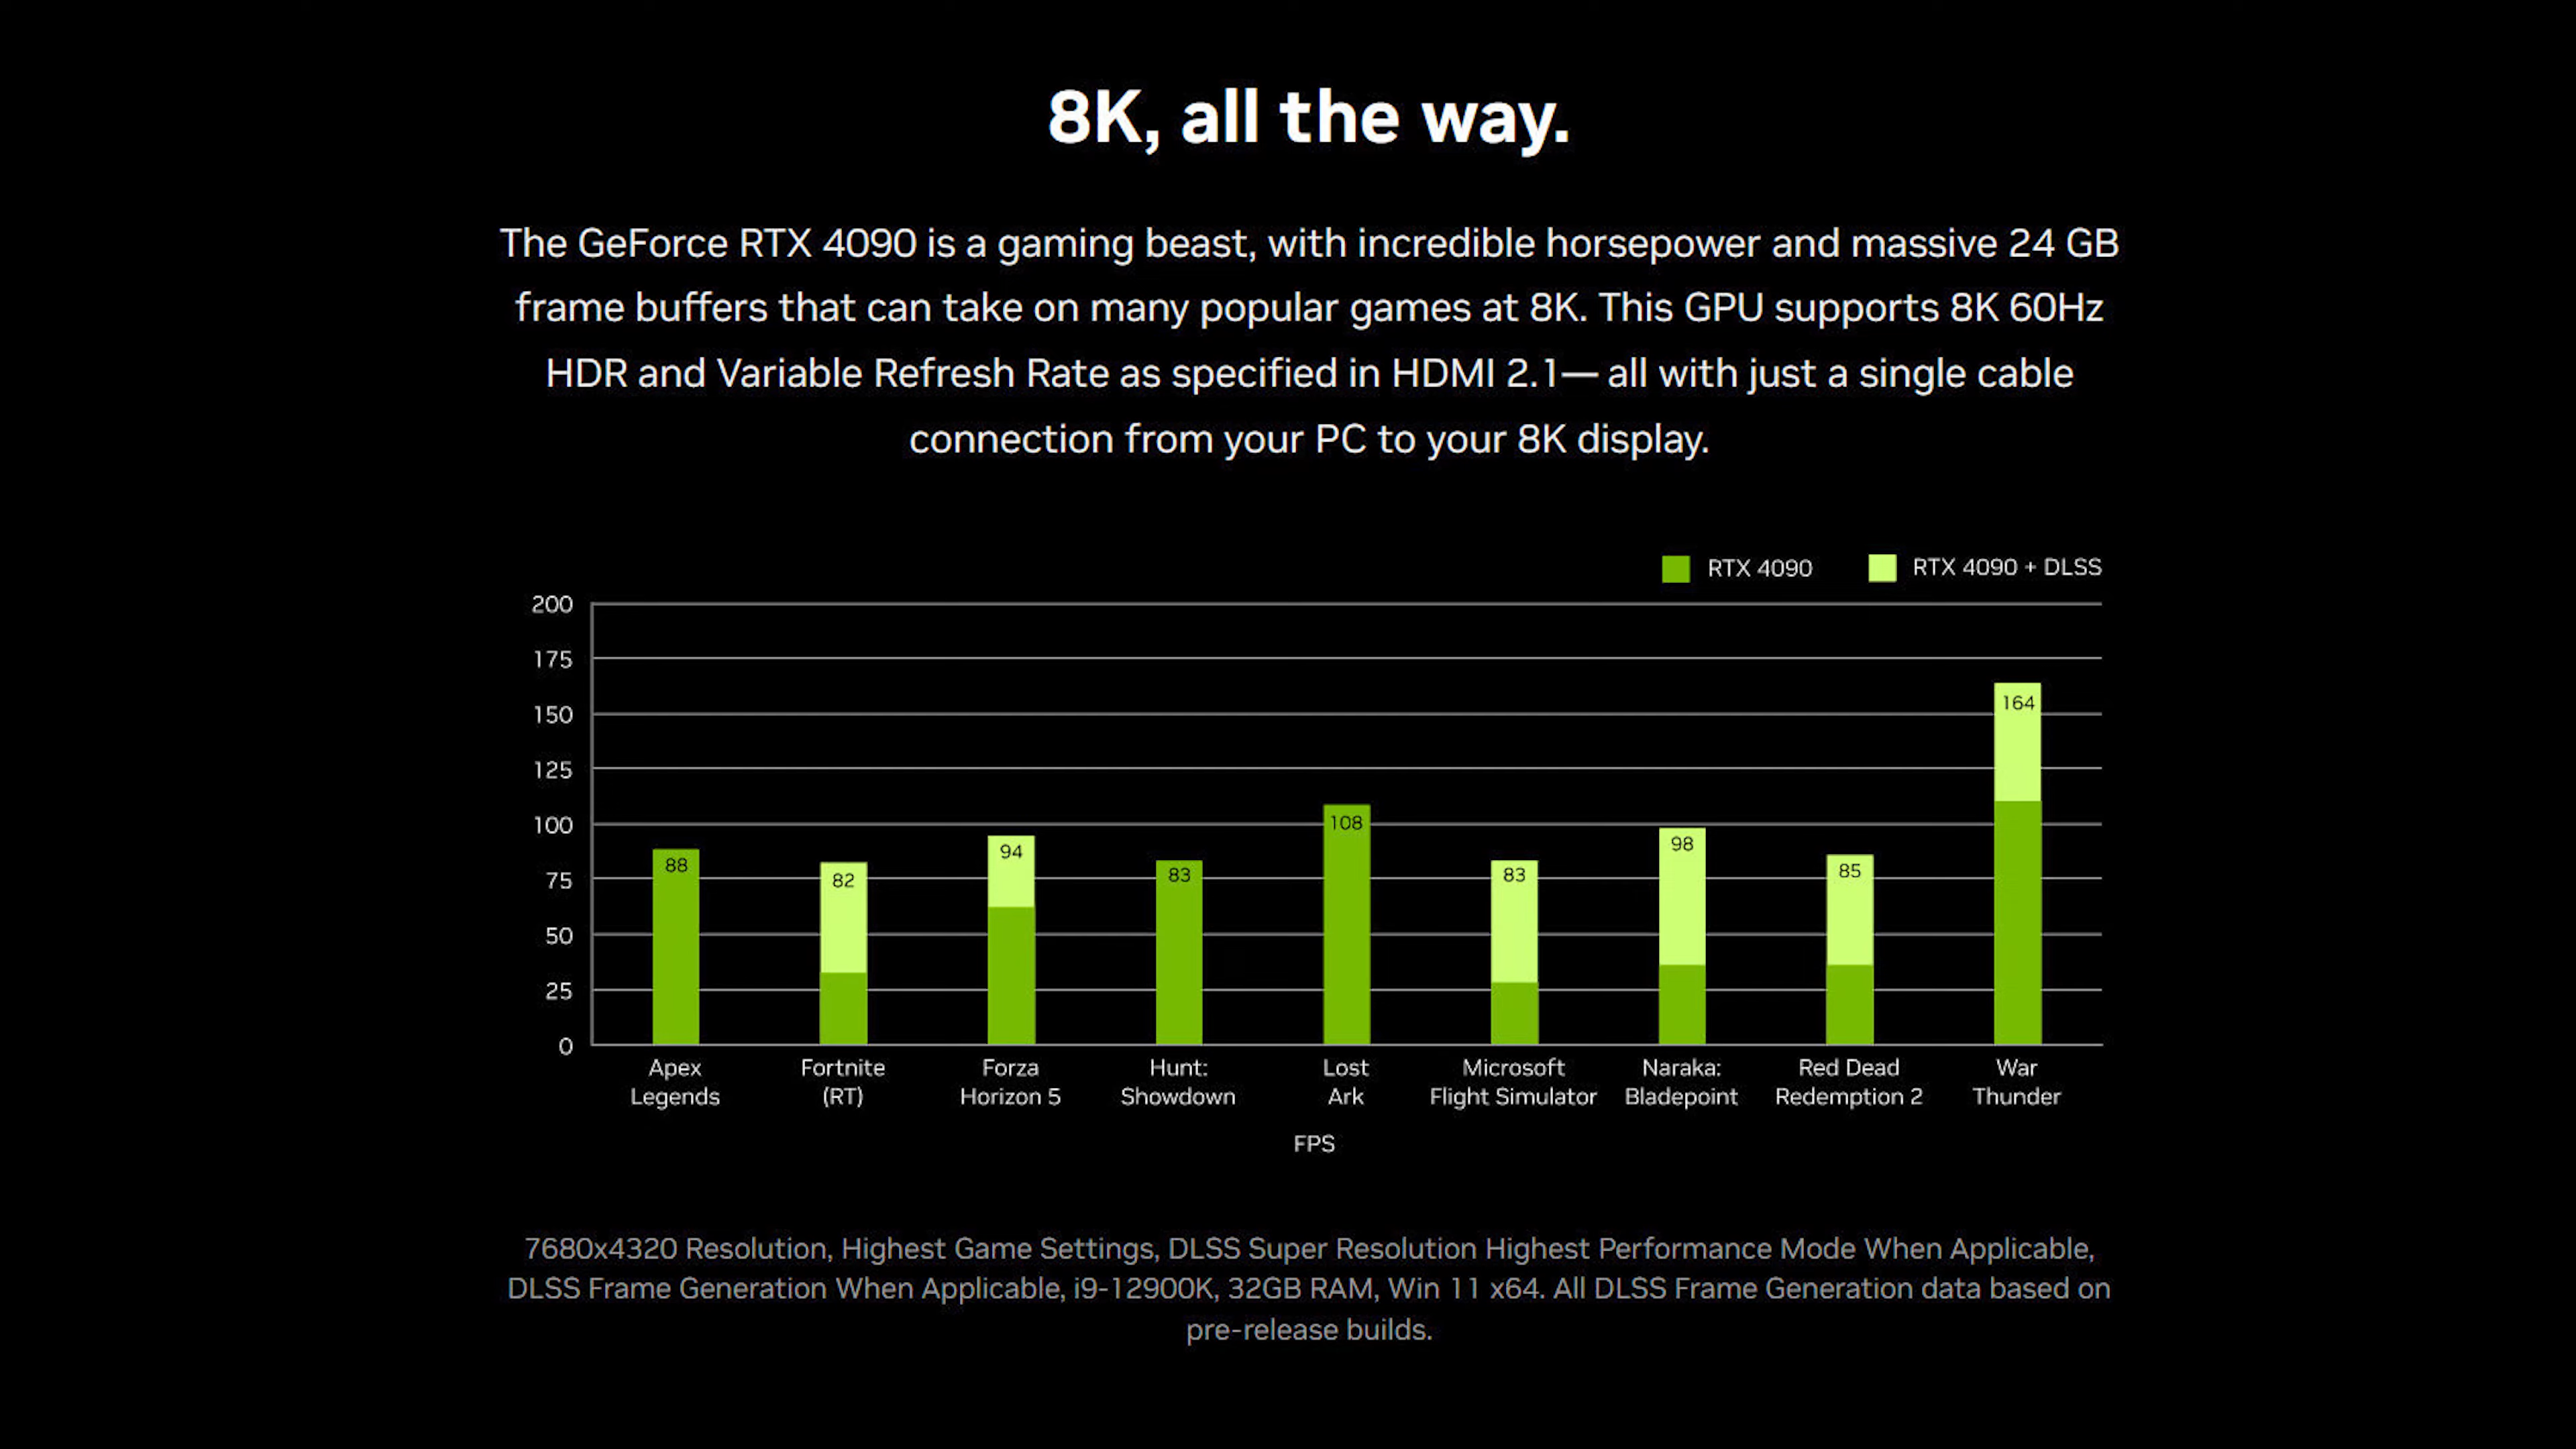 8K, all the way.
The GeForce RTX 4090 is a gaming beast, with incredible horsepower and massive 24 GB
frame buffers that can take on many popular games at 8K. This GPU supports 8K 60Hz
HDR and Variable Refresh Rate as specified in HDMI 2.1— all with just a single cable
connection from your PC to your 8K display.
RTX 4090
RTX 4090 + DLSS
200
175
150
125
100
75
50
25
0
88
82
94
83
108
83
98
85
164
Apex
Legends
Fortnite
(RT)
Forza
Horizon 5
Hunt:
Showdown
Lost
Ark
Microsoft
Flight Simulator
Naraka:
Bladepoint
Red Dead
Redemption 2
War
Thunder
FPS
7680x4320 Resolution, Highest Game Settings, DLSS Super Resolution Highest Performance Mode When Applicable,
DLSS Frame Generation When Applicable, i9-12900K, 32GB RAM, Win 11 x64. All DLSS Frame Generation data based on
pre-release builds.